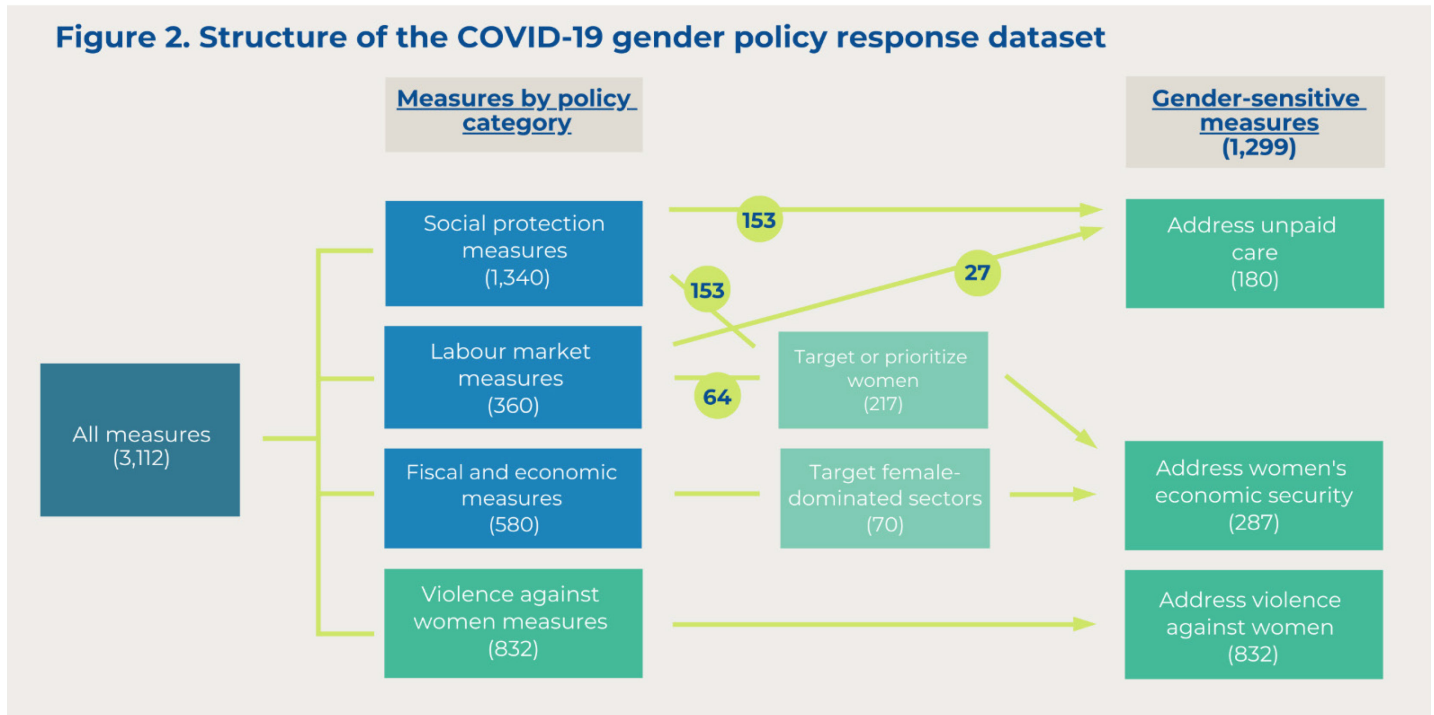 Figure 2. Structure of the COVID-19 gender policy response dataset
Measures by policy
category
Gender-sensitive
measures
(1,299)
All measures
(3,112)
Social protection
measures
(1,340)
Labour market
measures
(360)
Fiscal and economic
measures
(580)
Violence against
women measures
(832)
153
153
27
64
Target or prioritize
women
(217)
Target female-
dominated sectors
(70)
Address unpaid
care
(180)
Address women's
economic security
(287)
Address violence
against women
(832)